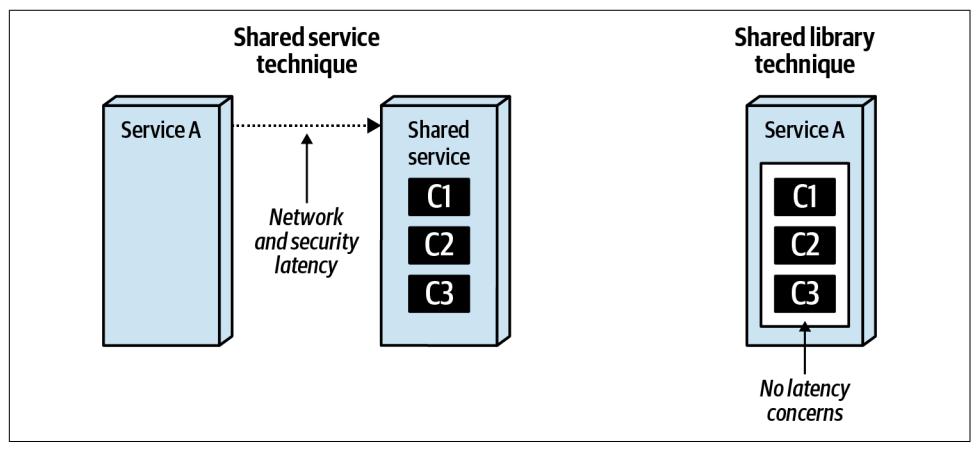 Shared service
technique
Service A
Shared
service
C1
C2
C3
Network
and security
latency
Shared library
technique
Service A
C1
C2
C3
No latency
concerns